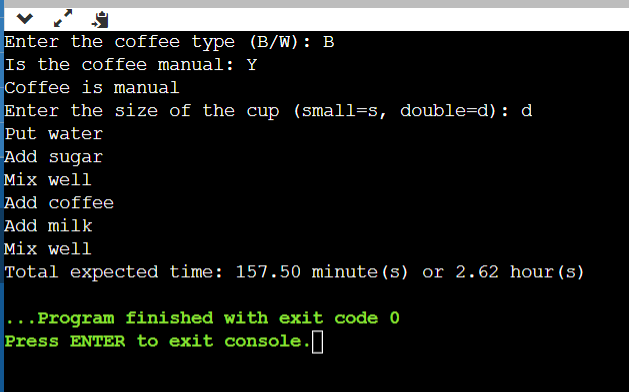 Enter the coffee type (B/W): B
Is the coffee manual: Y
Coffee is manual
Enter the size of the cup (small=s, double=d): d
Put water
Add sugar
Mix well
Add coffee
Add milk
Mix well
Total expected time: 157.50 minute(s) or 2.62 hour(s)
...Program finished with exit code 0
Press ENTER to exit console.